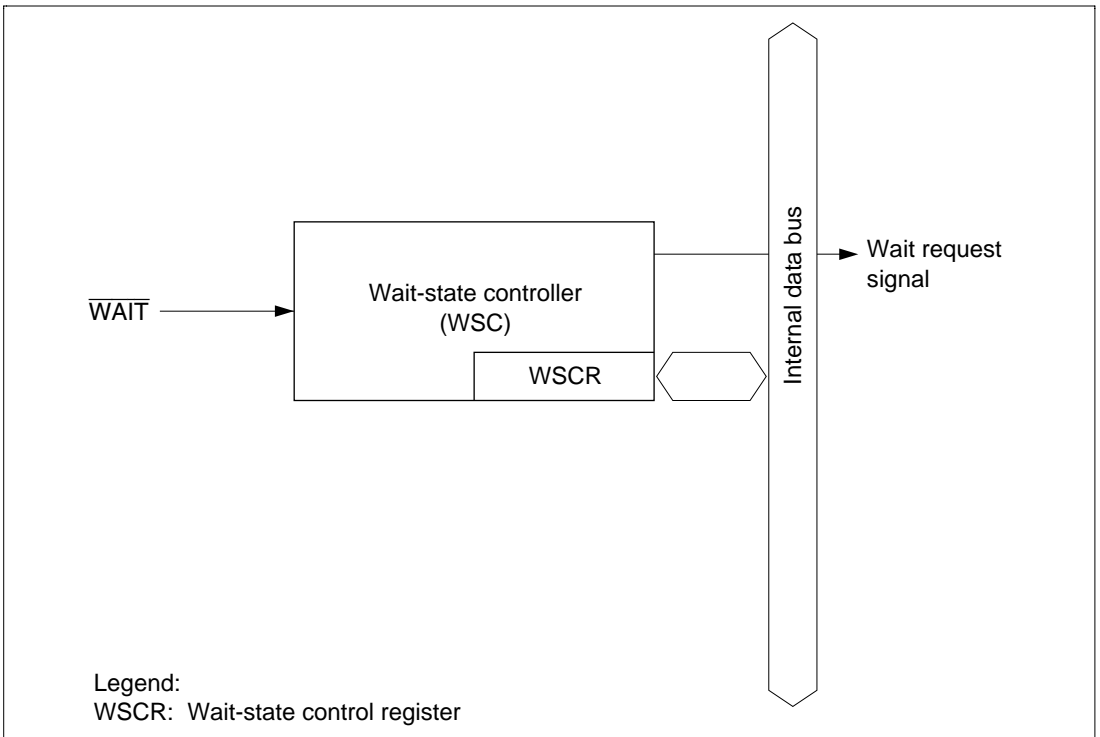 WAIT
Wait-state controller
(WSC)
WSCR
Internal data bus
Wait request
signal
Legend:
WSCR: Wait-state control register